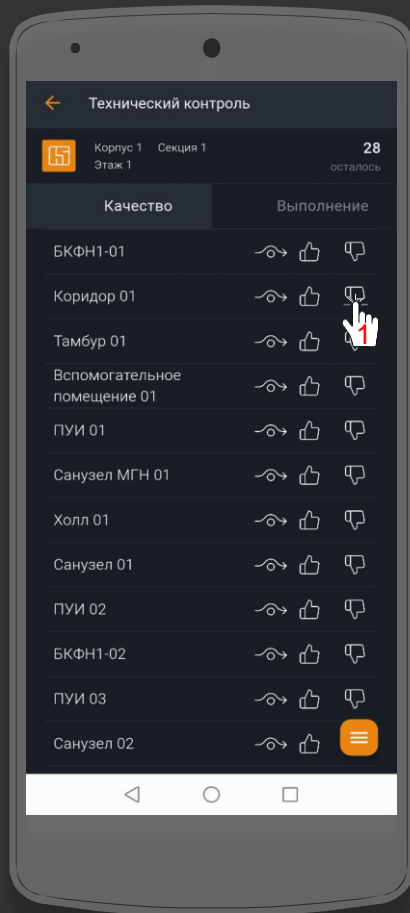 Технический контроль
Корпус 1 Секция 1 28
Этаж 1 осталось
Качество Выполнение
БКФН1-01
Коридор 01
1
Тамбур 01
Вспомогательное
помещение 01
ПУИ 01
Санузел МГН 01
Холл 01
Санузел 01
ПУИ 02
БКФН1-02
ПУИ 03
Санузел 02